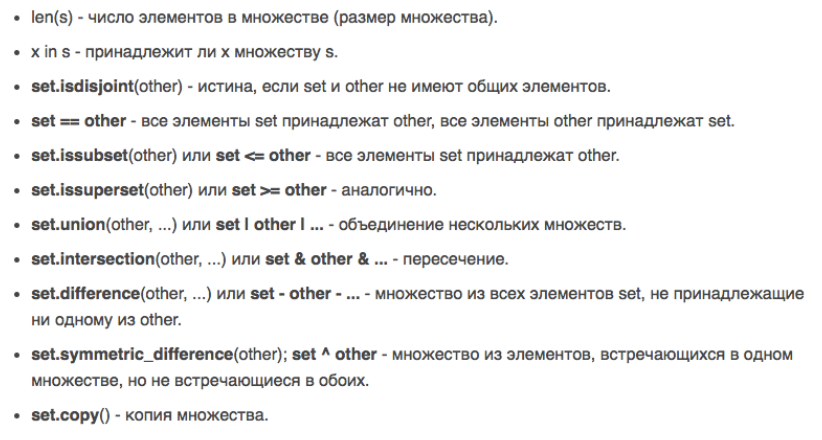 • len(s) - число элементов в множестве (размер множества).
• x in s - принадлежит ли x множеству s.
• set.isdisjoint(other) - истина, если set и other не имеют общих элементов.
• set == other - все элементы set принадлежат other, все элементы other принадлежат set.
• set.issubset(other) или set <= other - все элементы set принадлежат other.
• set.issuperset(other) или set >= other - аналогично.
• set.union(other, ...) или set | other | ... - объединение нескольких множеств.
• set.intersection(other, ...) или set & other & ... - пересечение.
• set.difference(other, ...) или set - other - ... - множество из всех элементов set, не принадлежащие
ни одному из other.
• set.symmetric_difference(other); set ^ other - множество из элементов, встречающихся в одном
множестве, но не встречающиеся в обоих.
• set.copy() - копия множества.